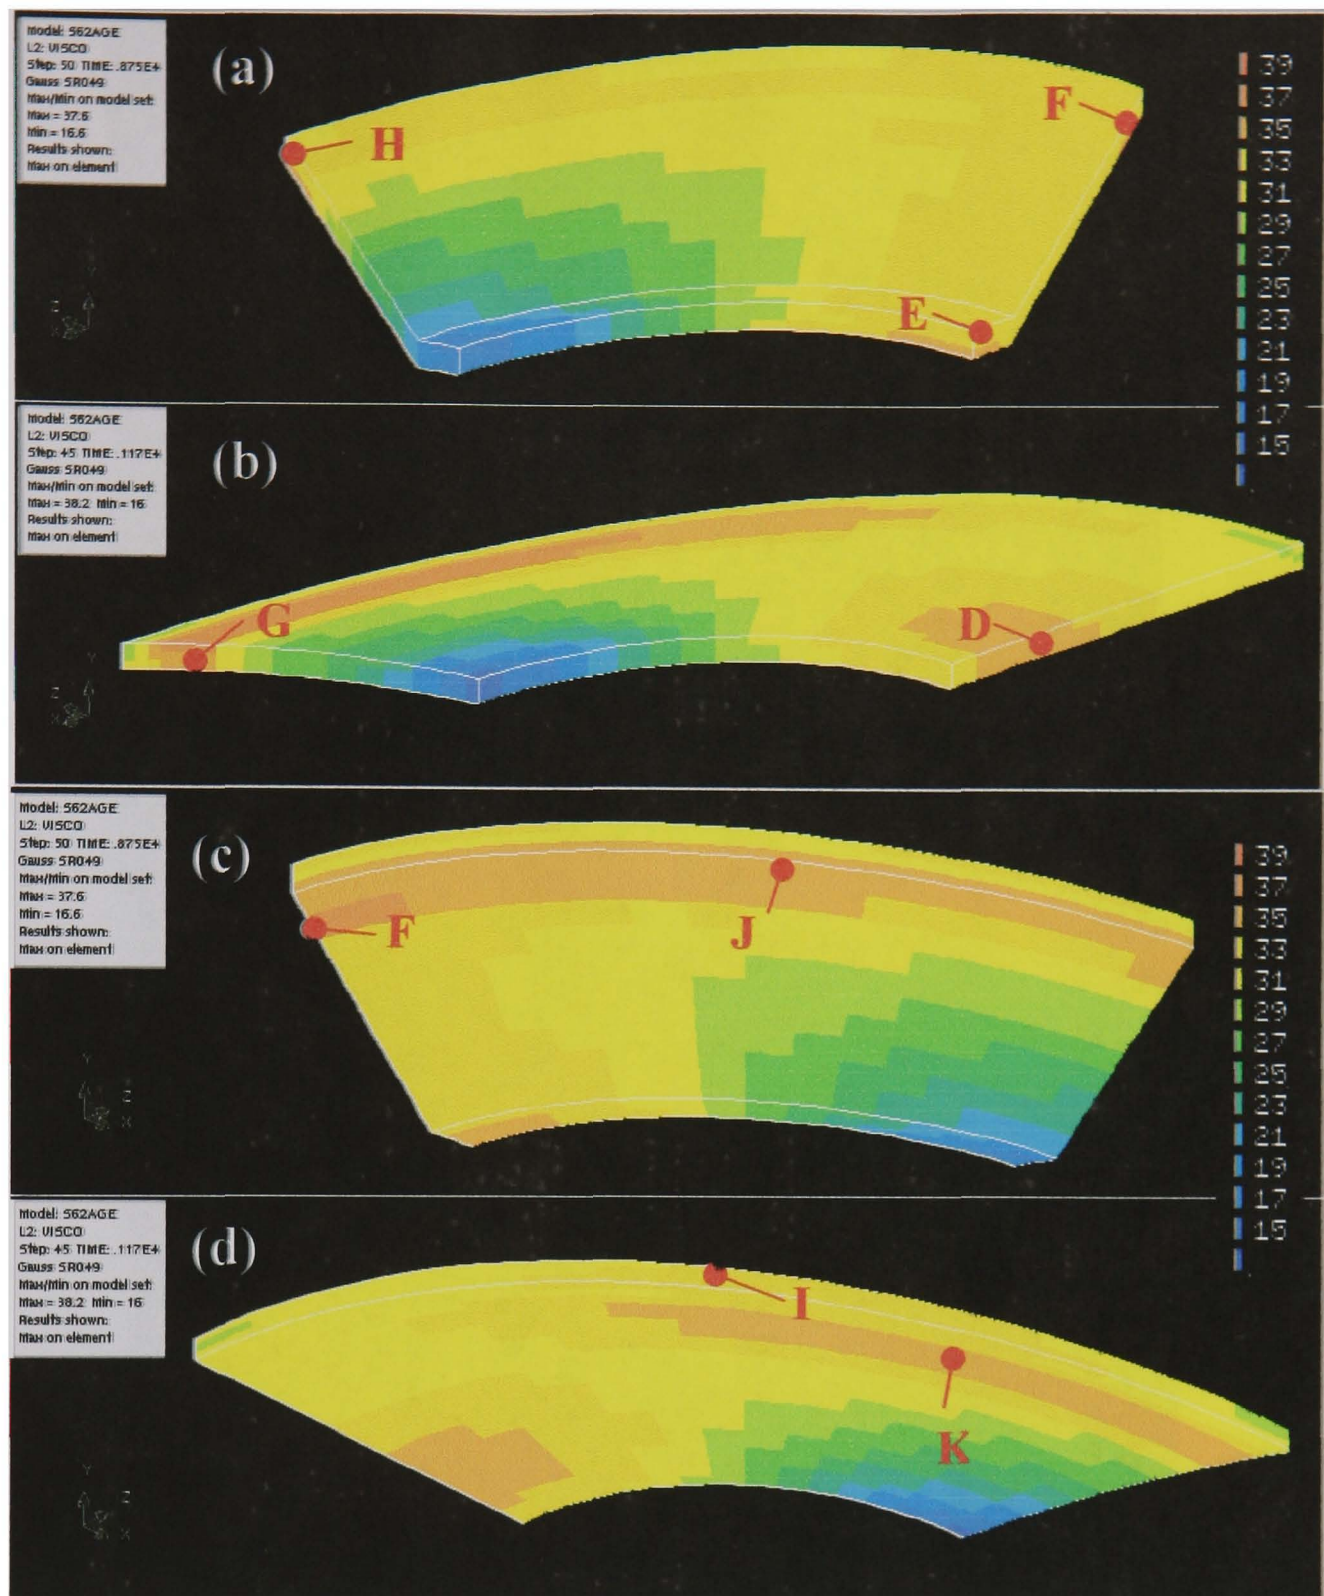 Model: 562AGE
L2: VISCO
Step: 50 TIME: .875E+
Gauss SR049
Max/Min on model set:
Max = 37.6
Min = 16.6
Results shown:
Max on element
(a)
H
F
E
39
37
35
33
31
29
27
25
23
21
19
17
15
Y
Z
X
Model: 562AGE
L2: VISCO
Step: 45 TIME: .117E+
Gauss SR049
Max/Min on model set:
Max = 38.2 Min = 16
Results shown:
Max on element
(b)
G
D
Y
Z
X
Model: 562AGE
L2: VISCO
Step: 50 TIME: .875E+
Gauss SR049
Max/Min on model set:
Max = 37.6
Min = 16.6
Results shown:
Max on element
(c)
F
J
39
37
35
33
31
29
27
25
23
21
19
17
15
Y
Z
X
Model: 562AGE
L2: VISCO
Step: 45 TIME: .117E+
Gauss SR049
Max/Min on model set:
Max = 38.2 Min = 16
Results shown:
Max on element
(d)
I
K
Y
Z
X